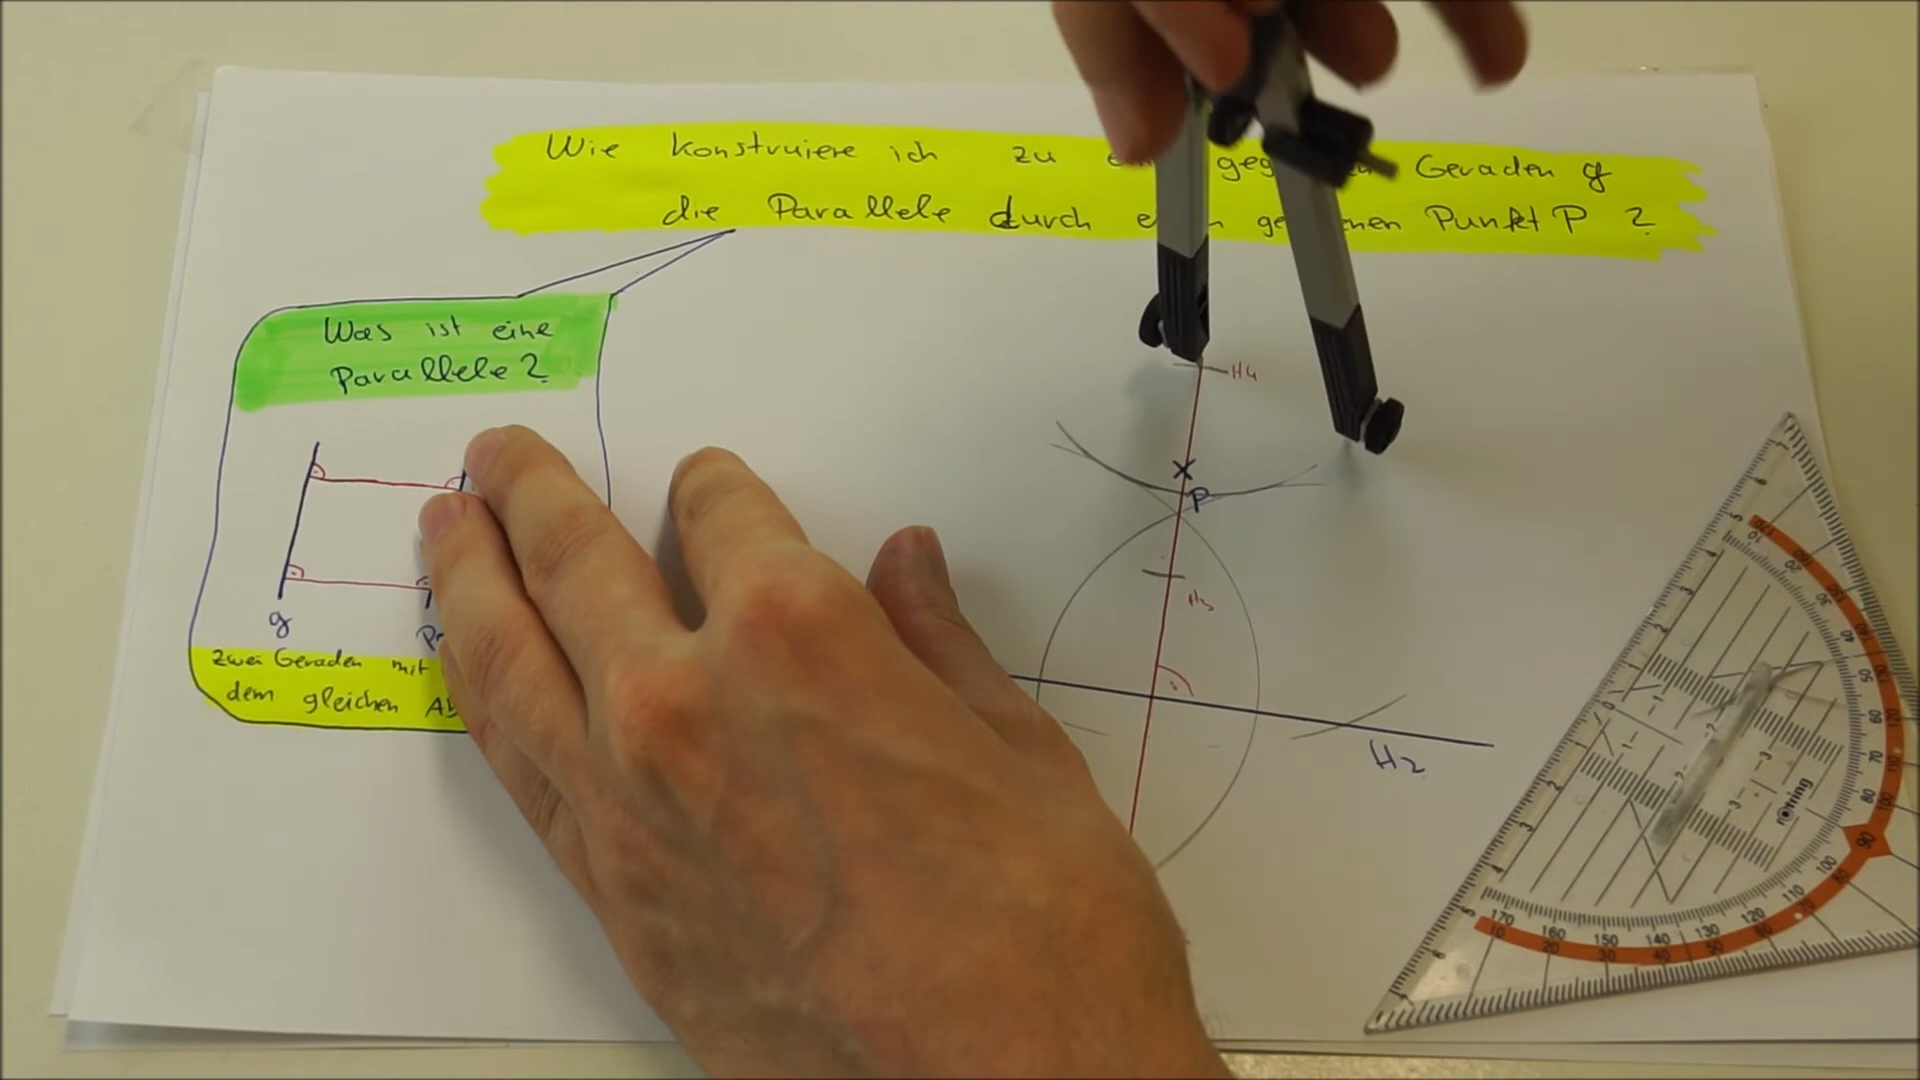 Wie konstruiere ich zu Geraden g
die Parallele durch Punkt P ?
Was ist eine
Parallele ?
g
zwei Geraden mit
dem gleichen
H4
P
H3
H2
rotring